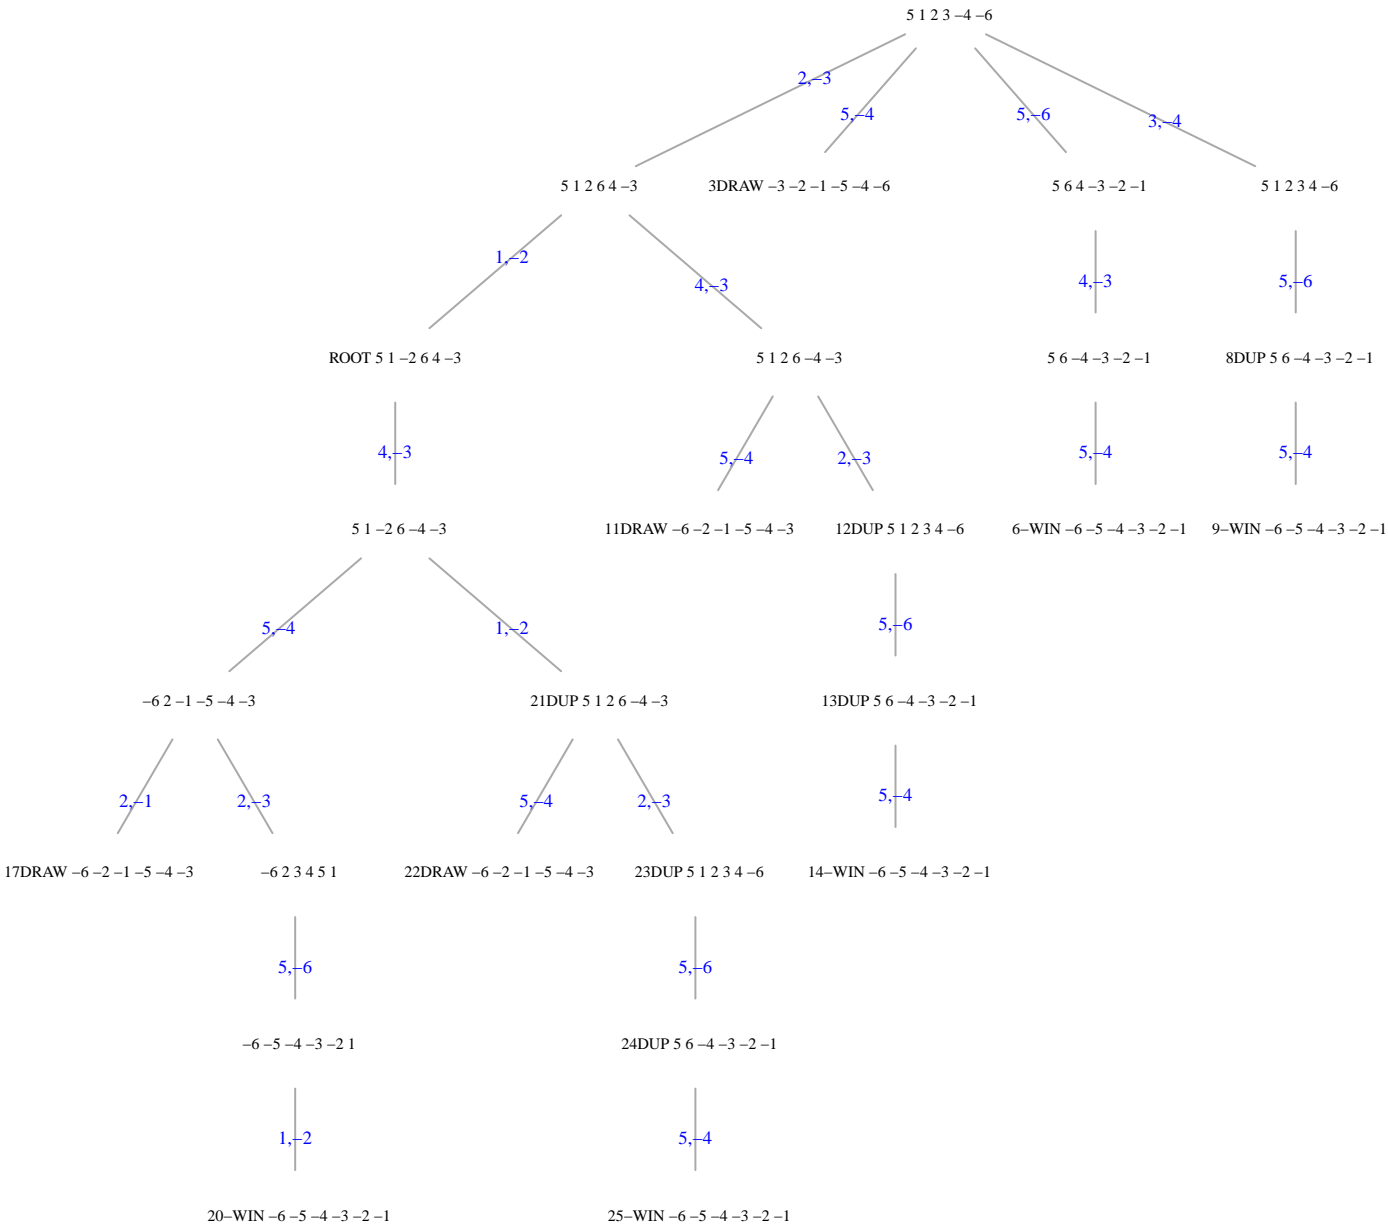 5 1 2 3 –4 –6
2,–3
5,–4
5,–6
3,–4
5 1 2 6 4 –3
3DRAW –3 –2 –1 –5 –4 –6
5 6 4 –3 –2 –1
5 1 2 3 4 –6
1,–2
4,–3
4,–3
5,–6
ROOT 5 1 –2 6 4 –3
5 1 2 6 –4 –3
5 6 –4 –3 –2 –1
8DUP 5 6 –4 –3 –2 –1
4,–3
5,–4
2,–3
5,–4
5,–4
5 1 –2 6 –4 –3
11DRAW –6 –2 –1 –5 –4 –3
12DUP 5 1 2 3 4 –6
6–WIN –6 –5 –4 –3 –2 –1
9–WIN –6 –5 –4 –3 –2 –1
5,–4
1,–2
5,–6
–6 2 –1 –5 –4 –3
21DUP 5 1 2 6 –4 –3
13DUP 5 6 –4 –3 –2 –1
2,–1
2,–3
5,–4
2,–3
5,–4
17DRAW –6 –2 –1 –5 –4 –3
–6 2 3 4 5 1
22DRAW –6 –2 –1 –5 –4 –3
23DUP 5 1 2 3 4 –6
14–WIN –6 –5 –4 –3 –2 –1
5,–6
5,–6
–6 –5 –4 –3 –2 1
24DUP 5 6 –4 –3 –2 –1
1,–2
5,–4
20–WIN –6 –5 –4 –3 –2 –1
25–WIN –6 –5 –4 –3 –2 –1